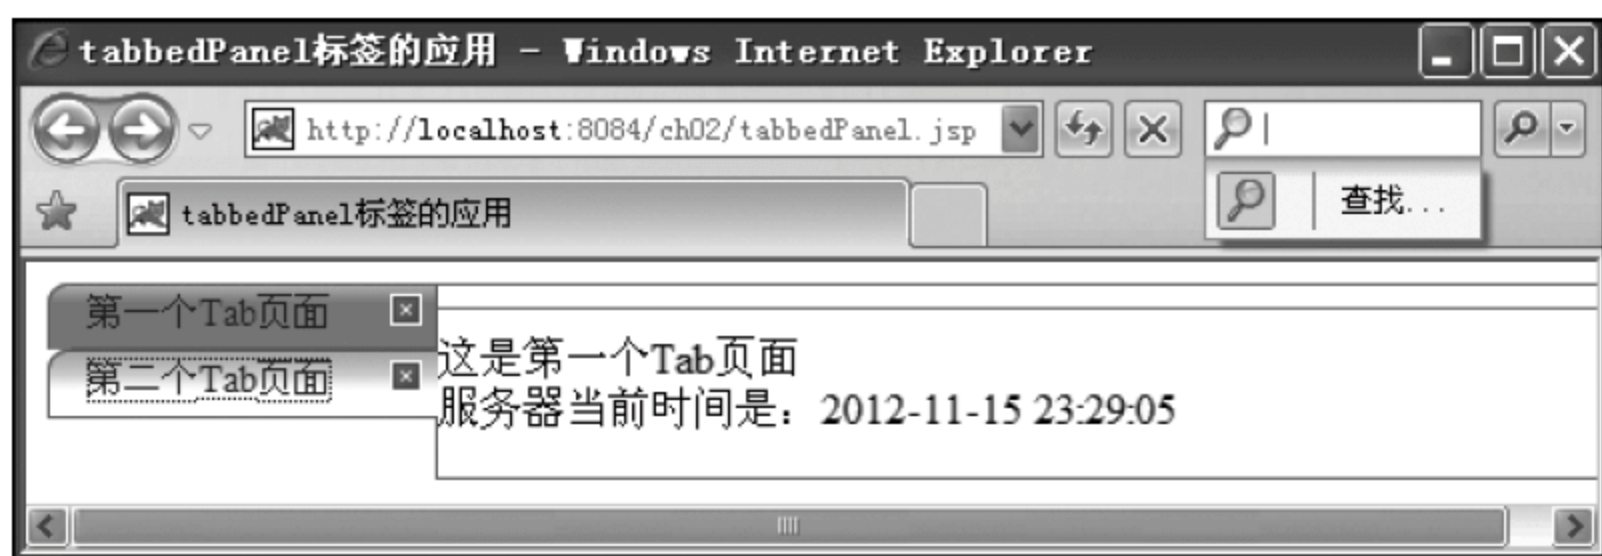 tabbedPanel标签的应用 - Windows Internet Explorer
http://localhost:8084/ch02/tabbedPanel.jsp
tabbedPanel标签的应用
查找...
第一个Tab页面
第二个Tab页面
这是第一个Tab页面
服务器当前时间是：2012-11-15 23:29:05